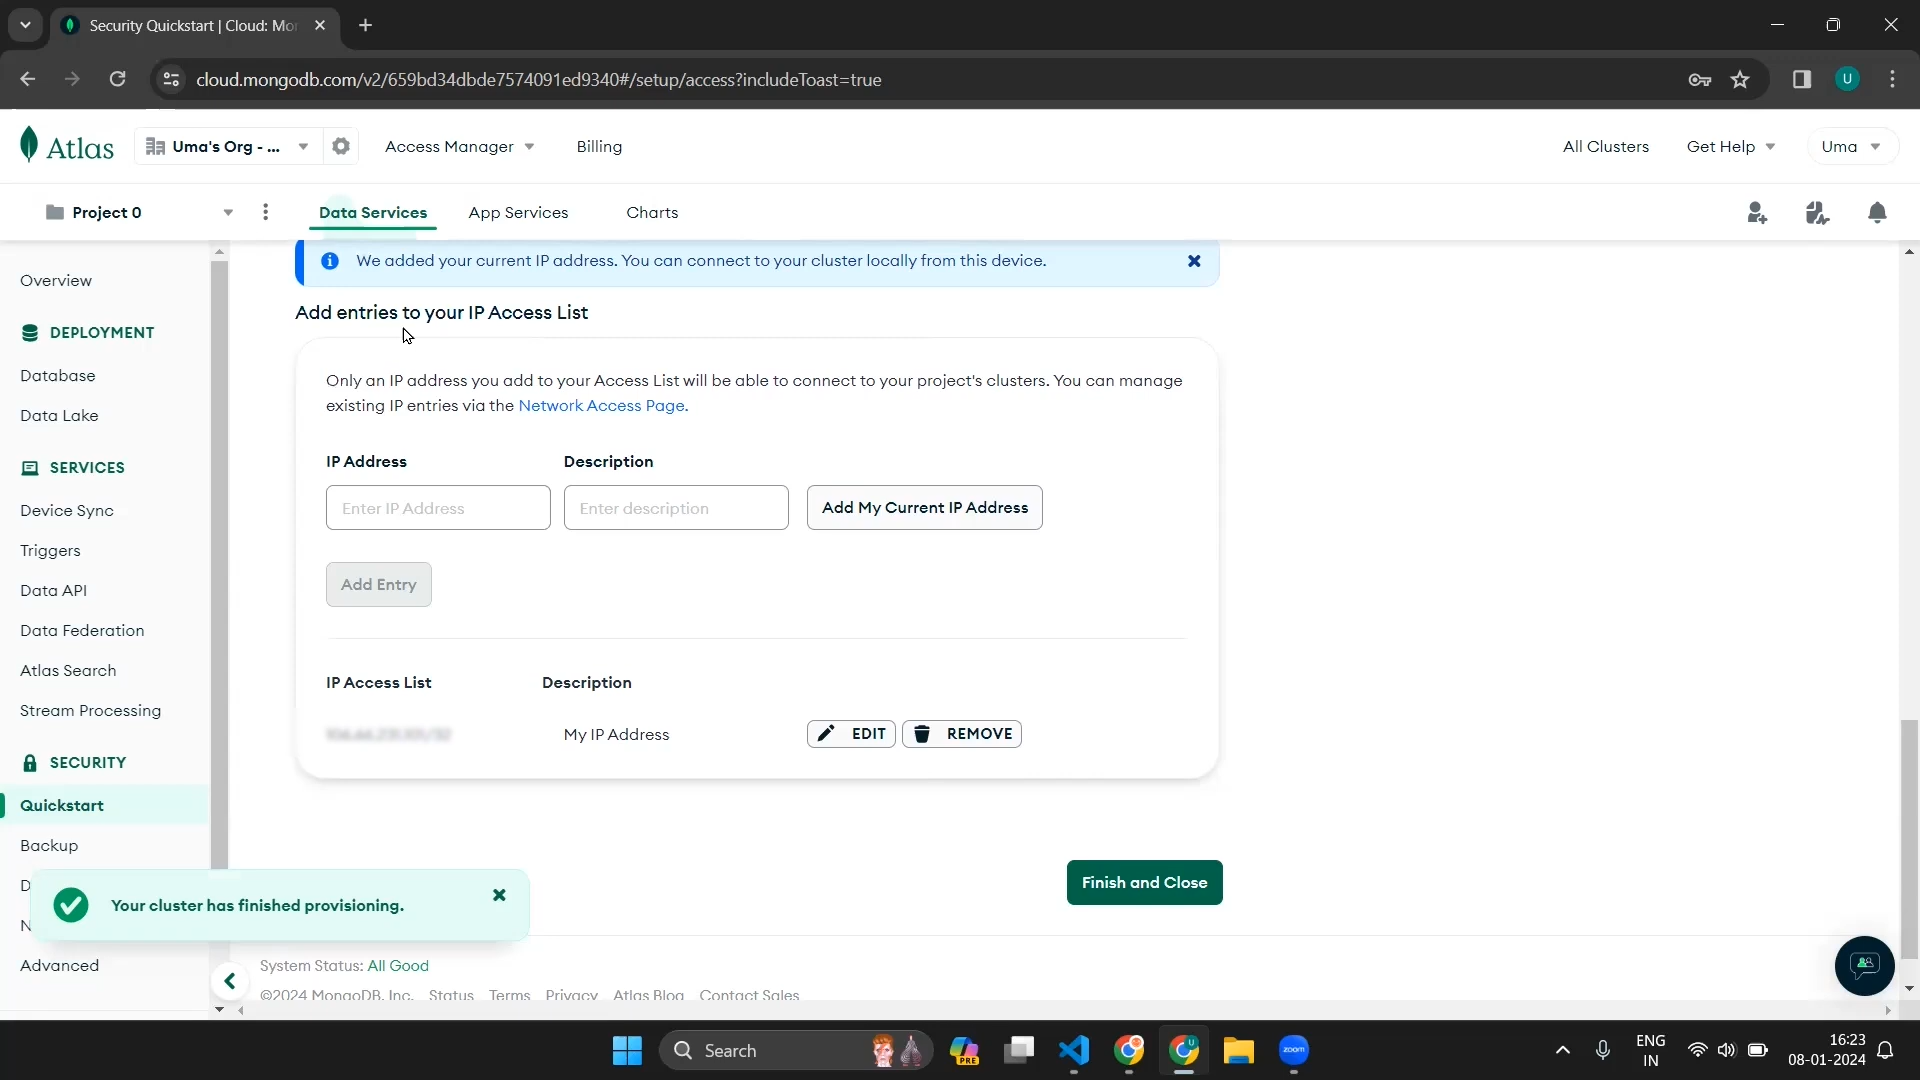 Security Quickstart | Cloud: Mo
cloud.mongodb.com/v2/659bd34dbde7574091ed9340#/setup/access?includeToast=true
U
Atlas
Uma's Org - ...
Access Manager
Billing
All Clusters
Get Help
Uma
Project 0
Data Services
App Services
Charts
Overview
DEPLOYMENT
Database
Data Lake
SERVICES
Device Sync
Triggers
Data API
Data Federation
Atlas Search
Stream Processing
SECURITY
Quickstart
Backup
D
N
Advanced
We added your current IP address. You can connect to your cluster locally from this device.
Add entries to your IP Access List
Only an IP address you add to your Access List will be able to connect to your project's clusters. You can manage
existing IP entries via the Network Access Page.
IP Address
Description
Enter IP Address
Enter description
Add My Current IP Address
Add Entry
IP Access List
Description
My IP Address
EDIT
REMOVE
Finish and Close
Your cluster has finished provisioning.
System Status: All Good
©2024 MongoDB, Inc. Status Terms Privacy Atlas Blog Contact Sales
Search
PRE
U
zoom
ENG
IN
16:23
08-01-2024